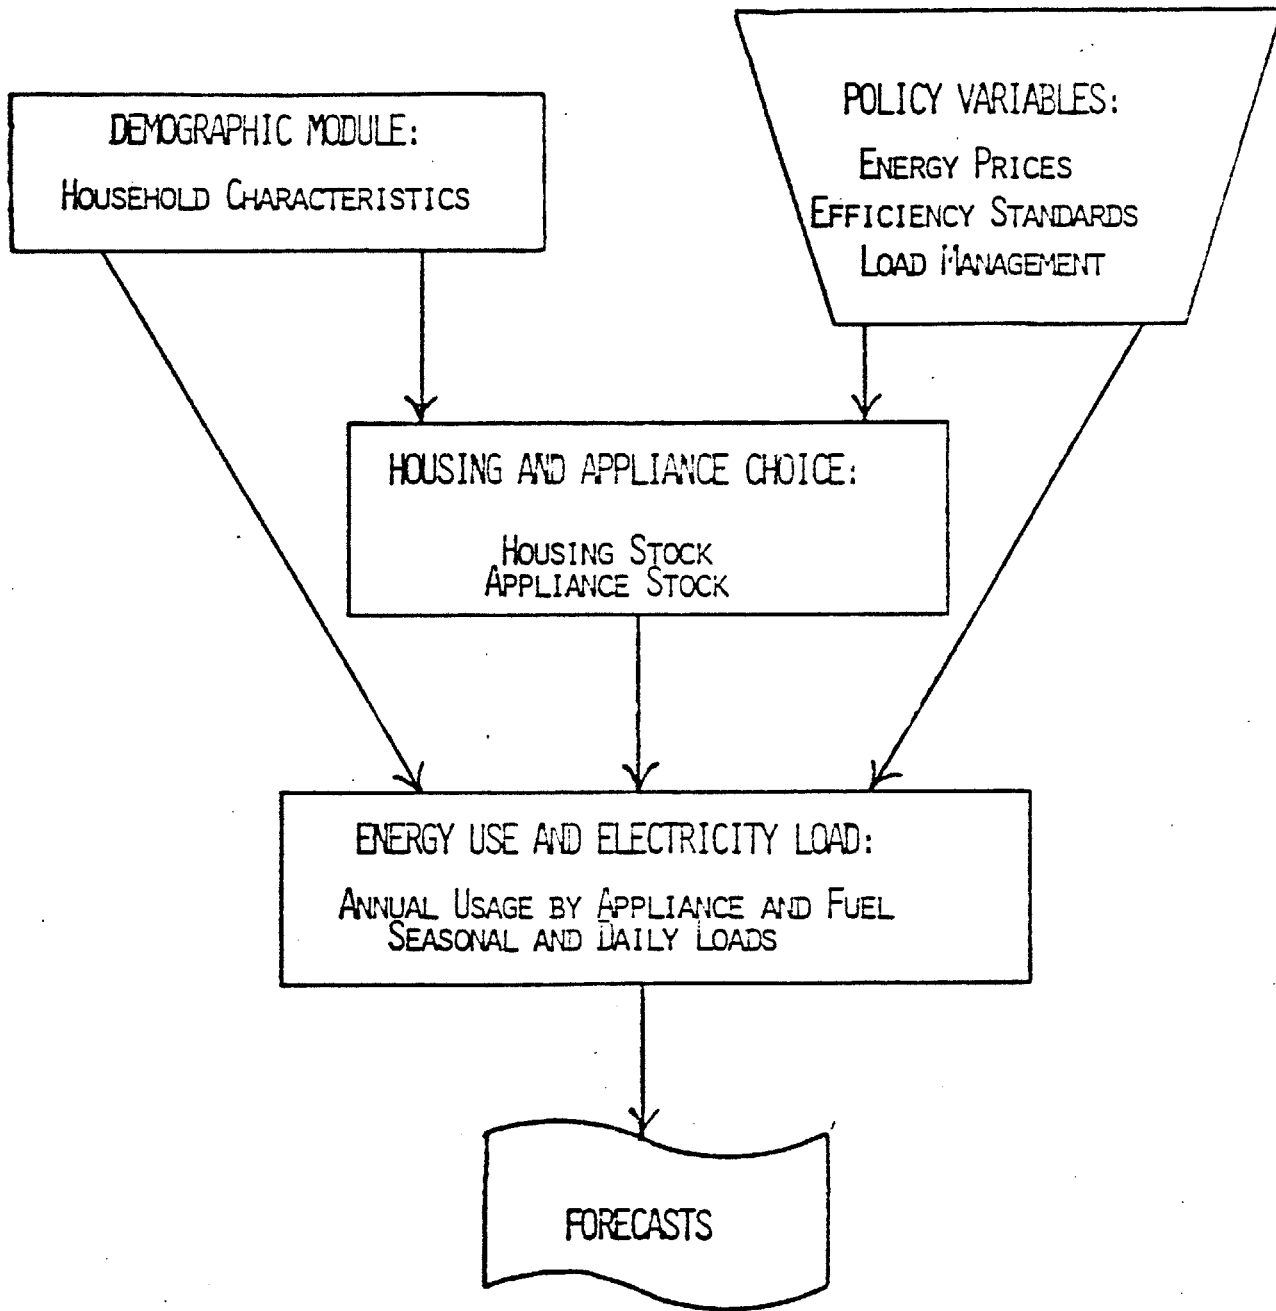 DEMOGRAPHIC MODULE:
HOUSEHOLD CHARACTERISTICS
POLICY VARIABLES:
ENERGY PRICES
EFFICIENCY STANDARDS
LOAD MANAGEMENT
HOUSING AND APPLIANCE CHOICE:
HOUSING STOCK
APPLIANCE STOCK
ENERGY USE AND ELECTRICITY LOAD:
ANNUAL USAGE BY APPLIANCE AND FUEL
SEASONAL AND DAILY LOADS
FORECASTS